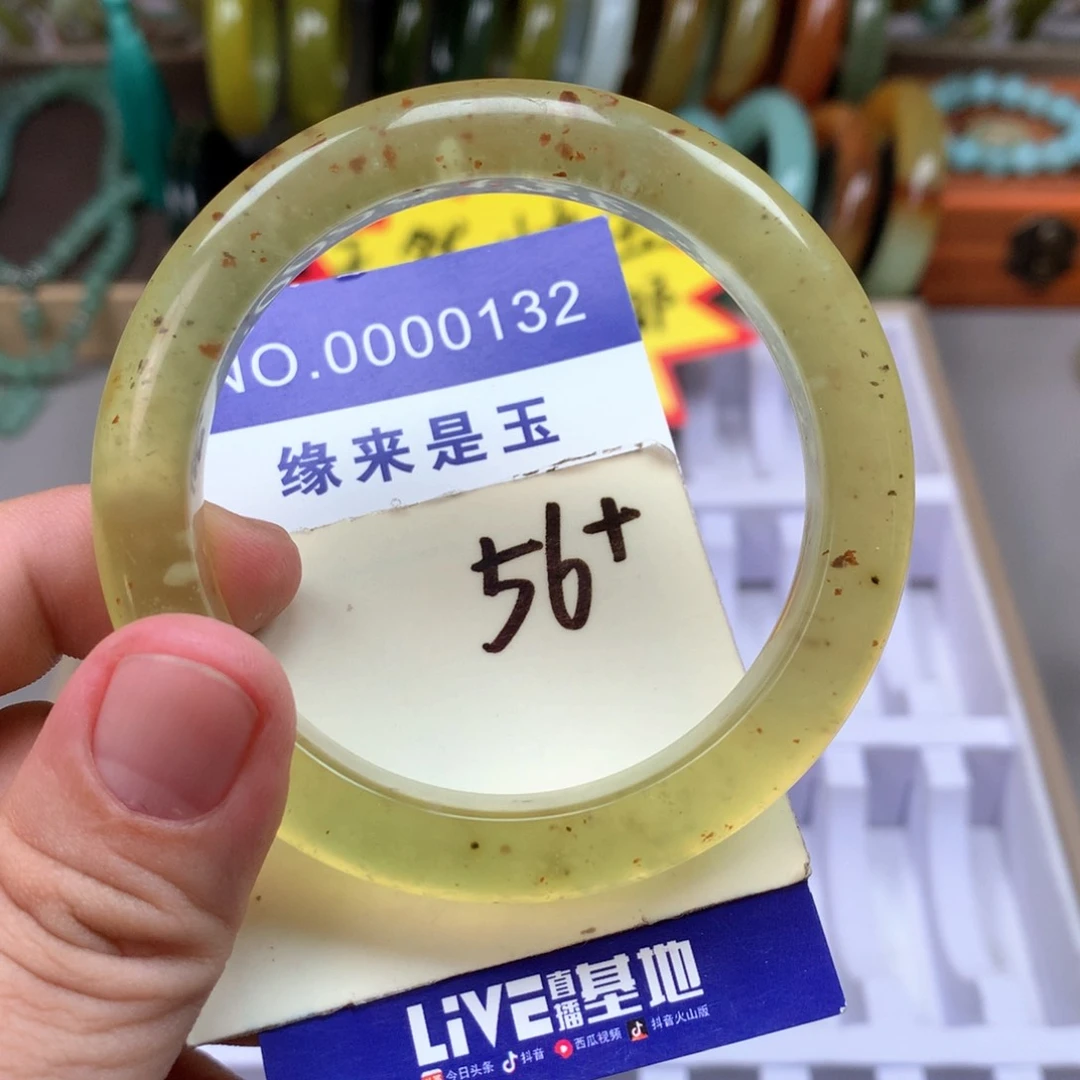 NO.0000132
缘来是玉
56+
LiVE直播基地
今日头条 抖音 西瓜视频 抖音火山版